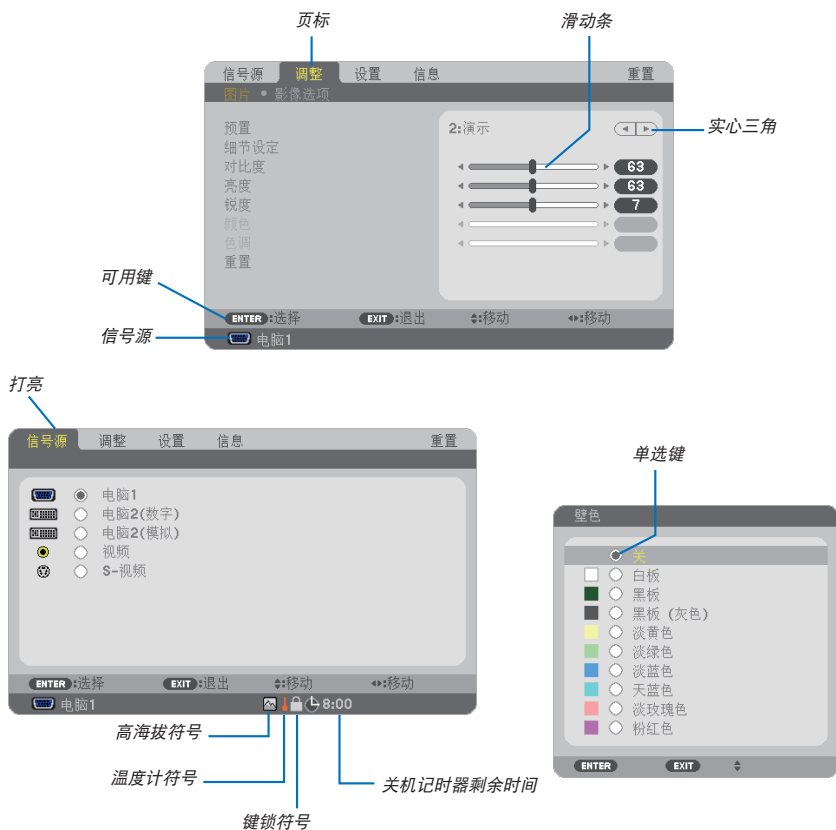 页标
滑动条
信号源 调整 设置 信息 重置
图片 • 影像选项
预置
2:演示
实心三角
细节设定
对比度 63
亮度 63
锐度 7
颜色
色调
重置
可用键
ENTER:选择 EXIT:退出 :移动 :移动
信号源
电脑1
打亮
信号源 调整 设置 信息 重置
电脑1
电脑2(数字)
电脑2(模拟)
视频
S-视频
ENTER:选择 EXIT:退出 :移动 :移动
电脑1 8:00
高海拔符号
温度计符号
关机记时器剩余时间
键锁符号
单选键
壁色
关
白板
黑板
黑板 (灰色)
淡黄色
淡绿色
淡蓝色
天蓝色
淡玫瑰色
粉红色
ENTER EXIT